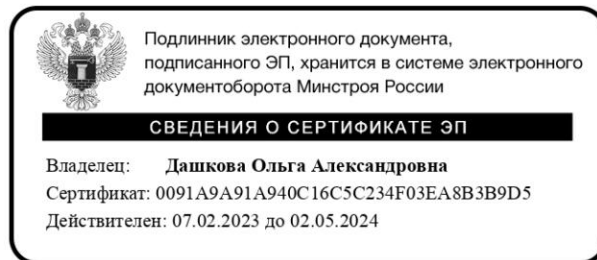 Подлинник электронного документа,
подписанного ЭП, хранится в системе электронного
документоборота Минстроя России
СВЕДЕНИЯ О СЕРТИФИКАТЕ ЭП
Владелец: Дашкова Ольга Александровна
Сертификат: 0091A9A91A940C16C5C234F03EA8B3B9D5
Действителен: 07.02.2023 до 02.05.2024